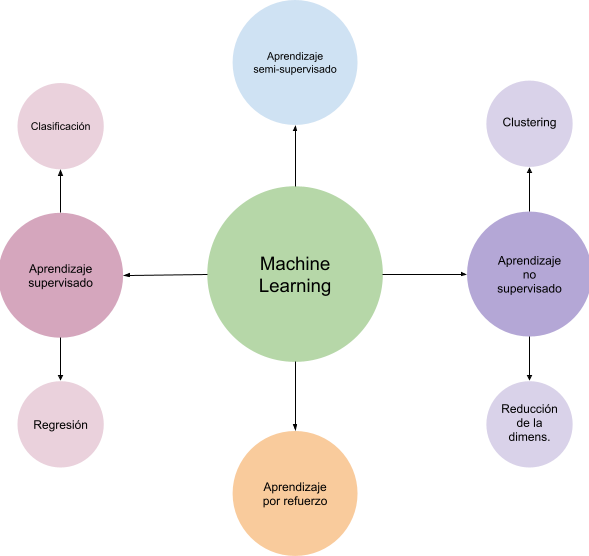 Aprendizaje
semi-supervisado
Clasificación
Clustering
Machine
Learning
Aprendizaje
supervisado
Aprendizaje
no
supervisado
Regresión
Reducción
de la
dimens.
Aprendizaje
por refuerzo